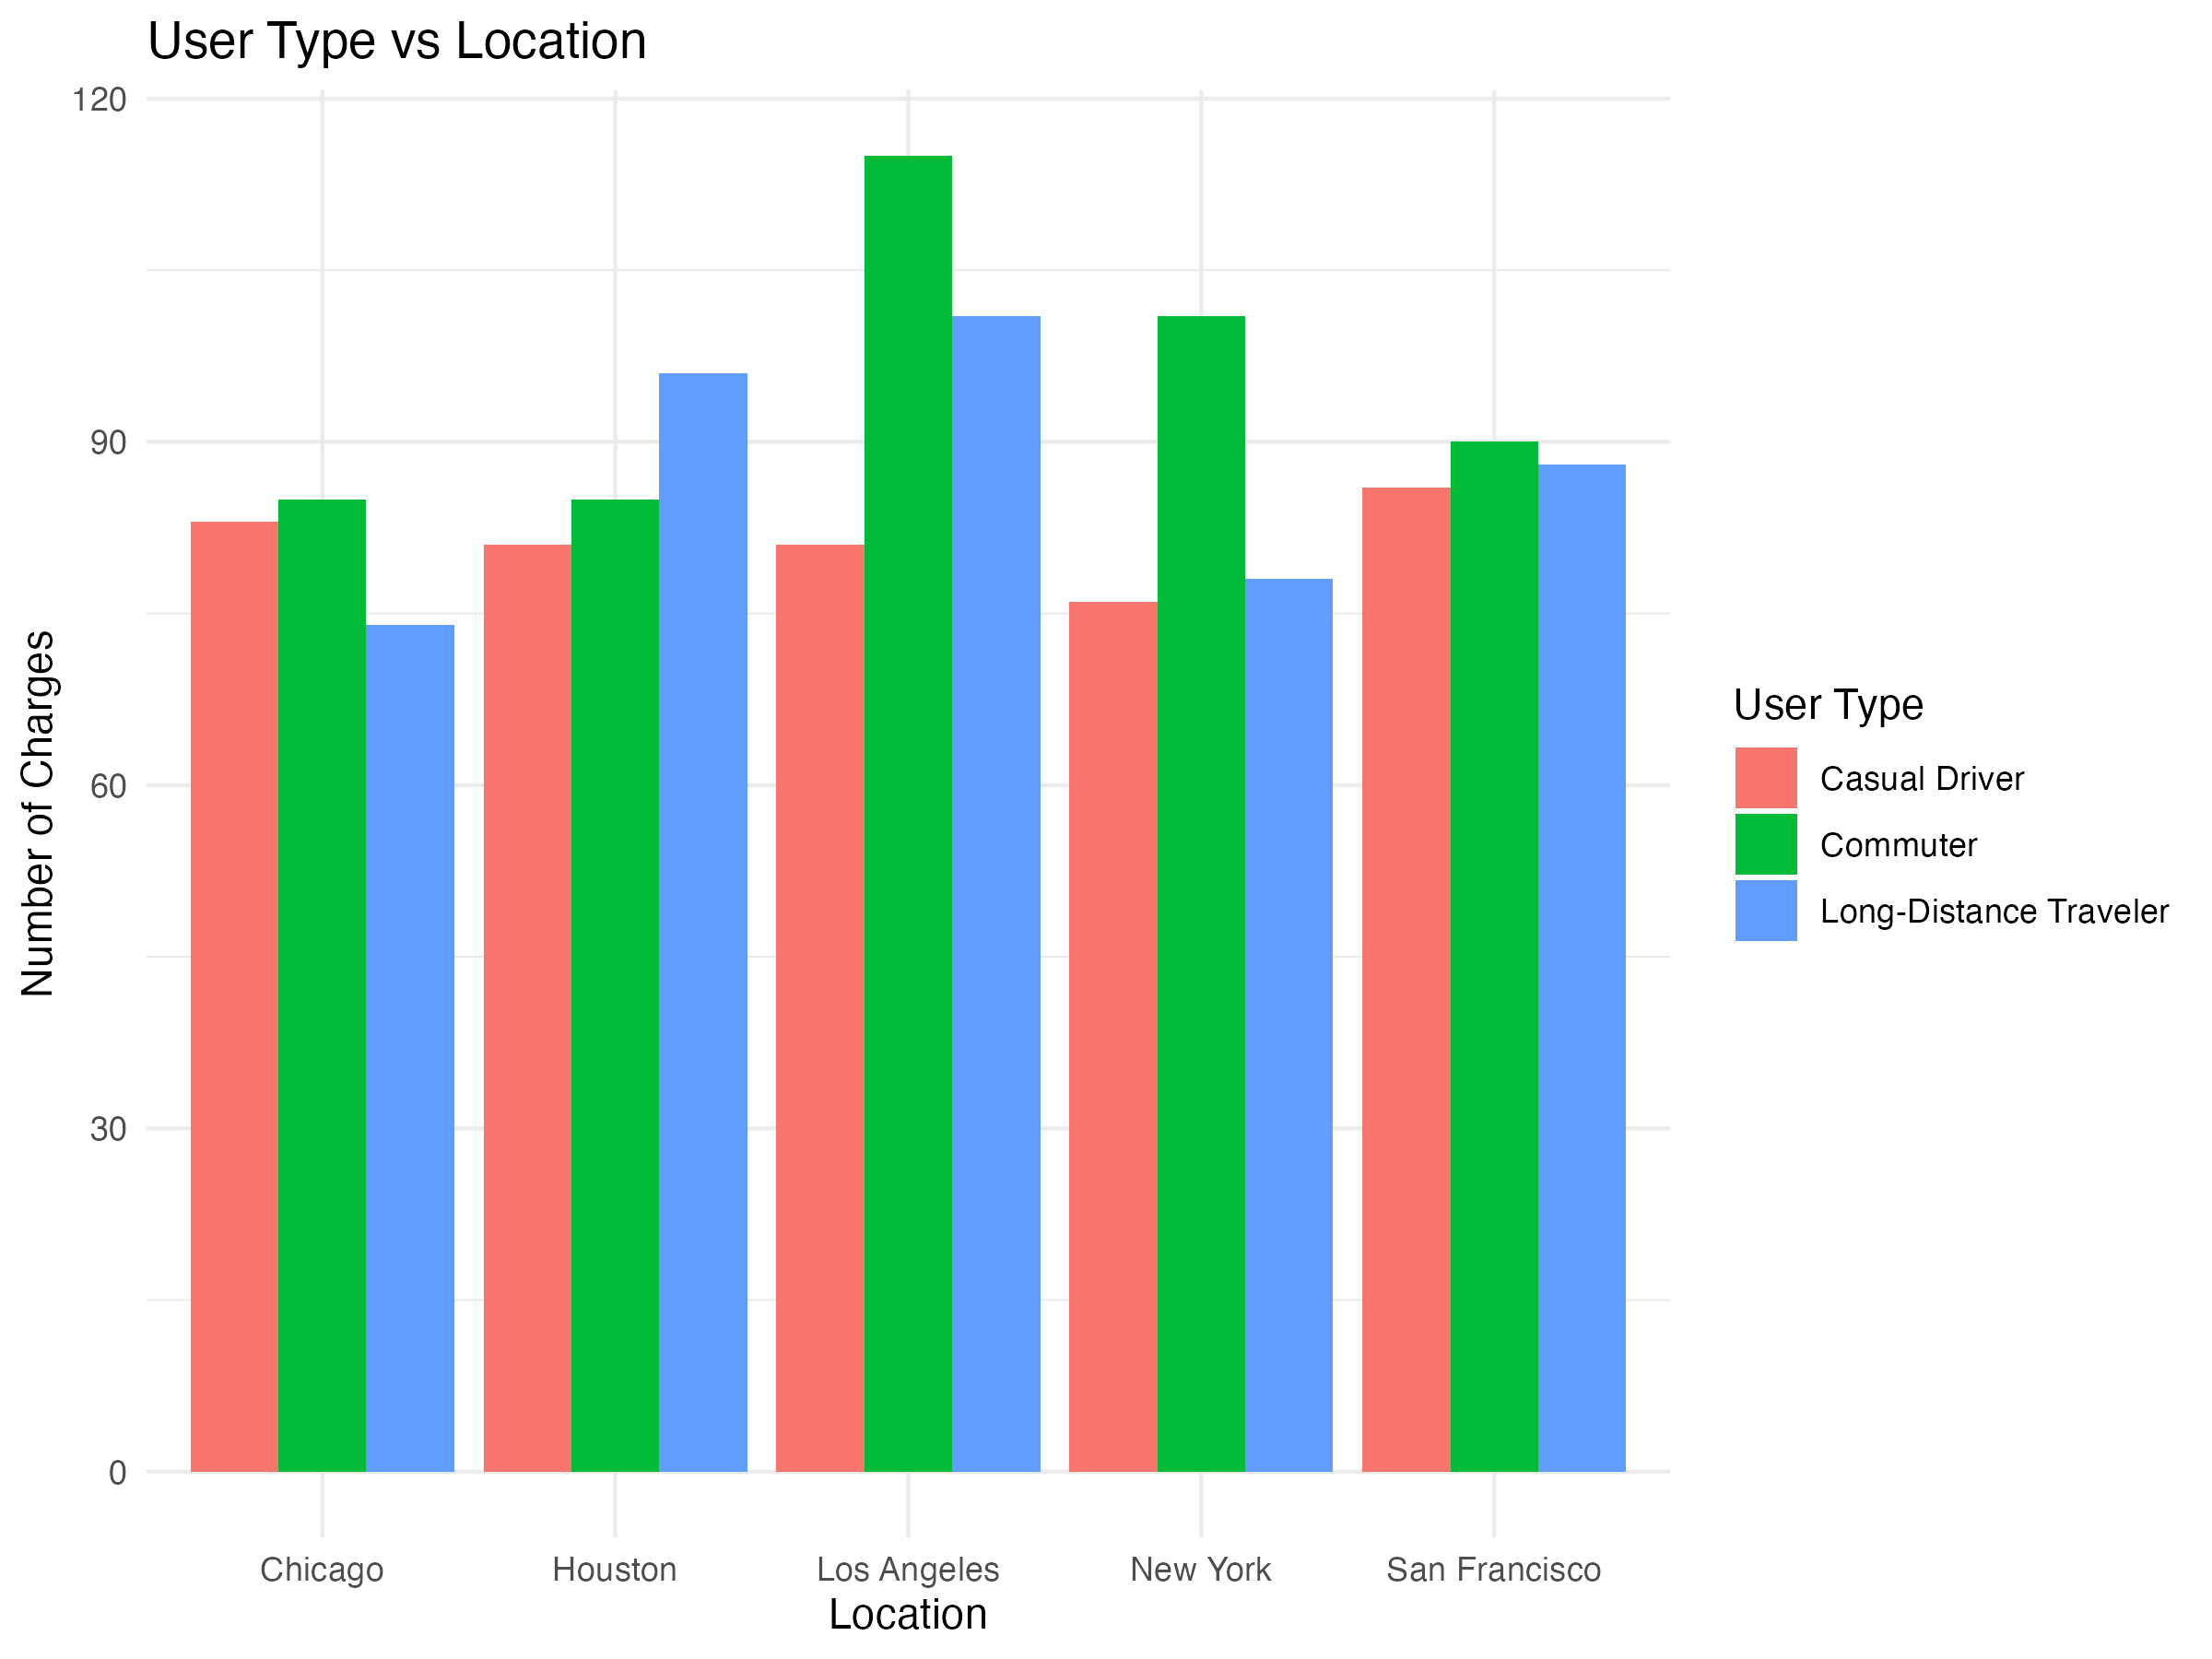 User Type vs Location
120
90
60
30
0
Number of Charges
Chicago Houston Los Angeles New York San Francisco
Location
User Type
Casual Driver
Commuter
Long-Distance Traveler